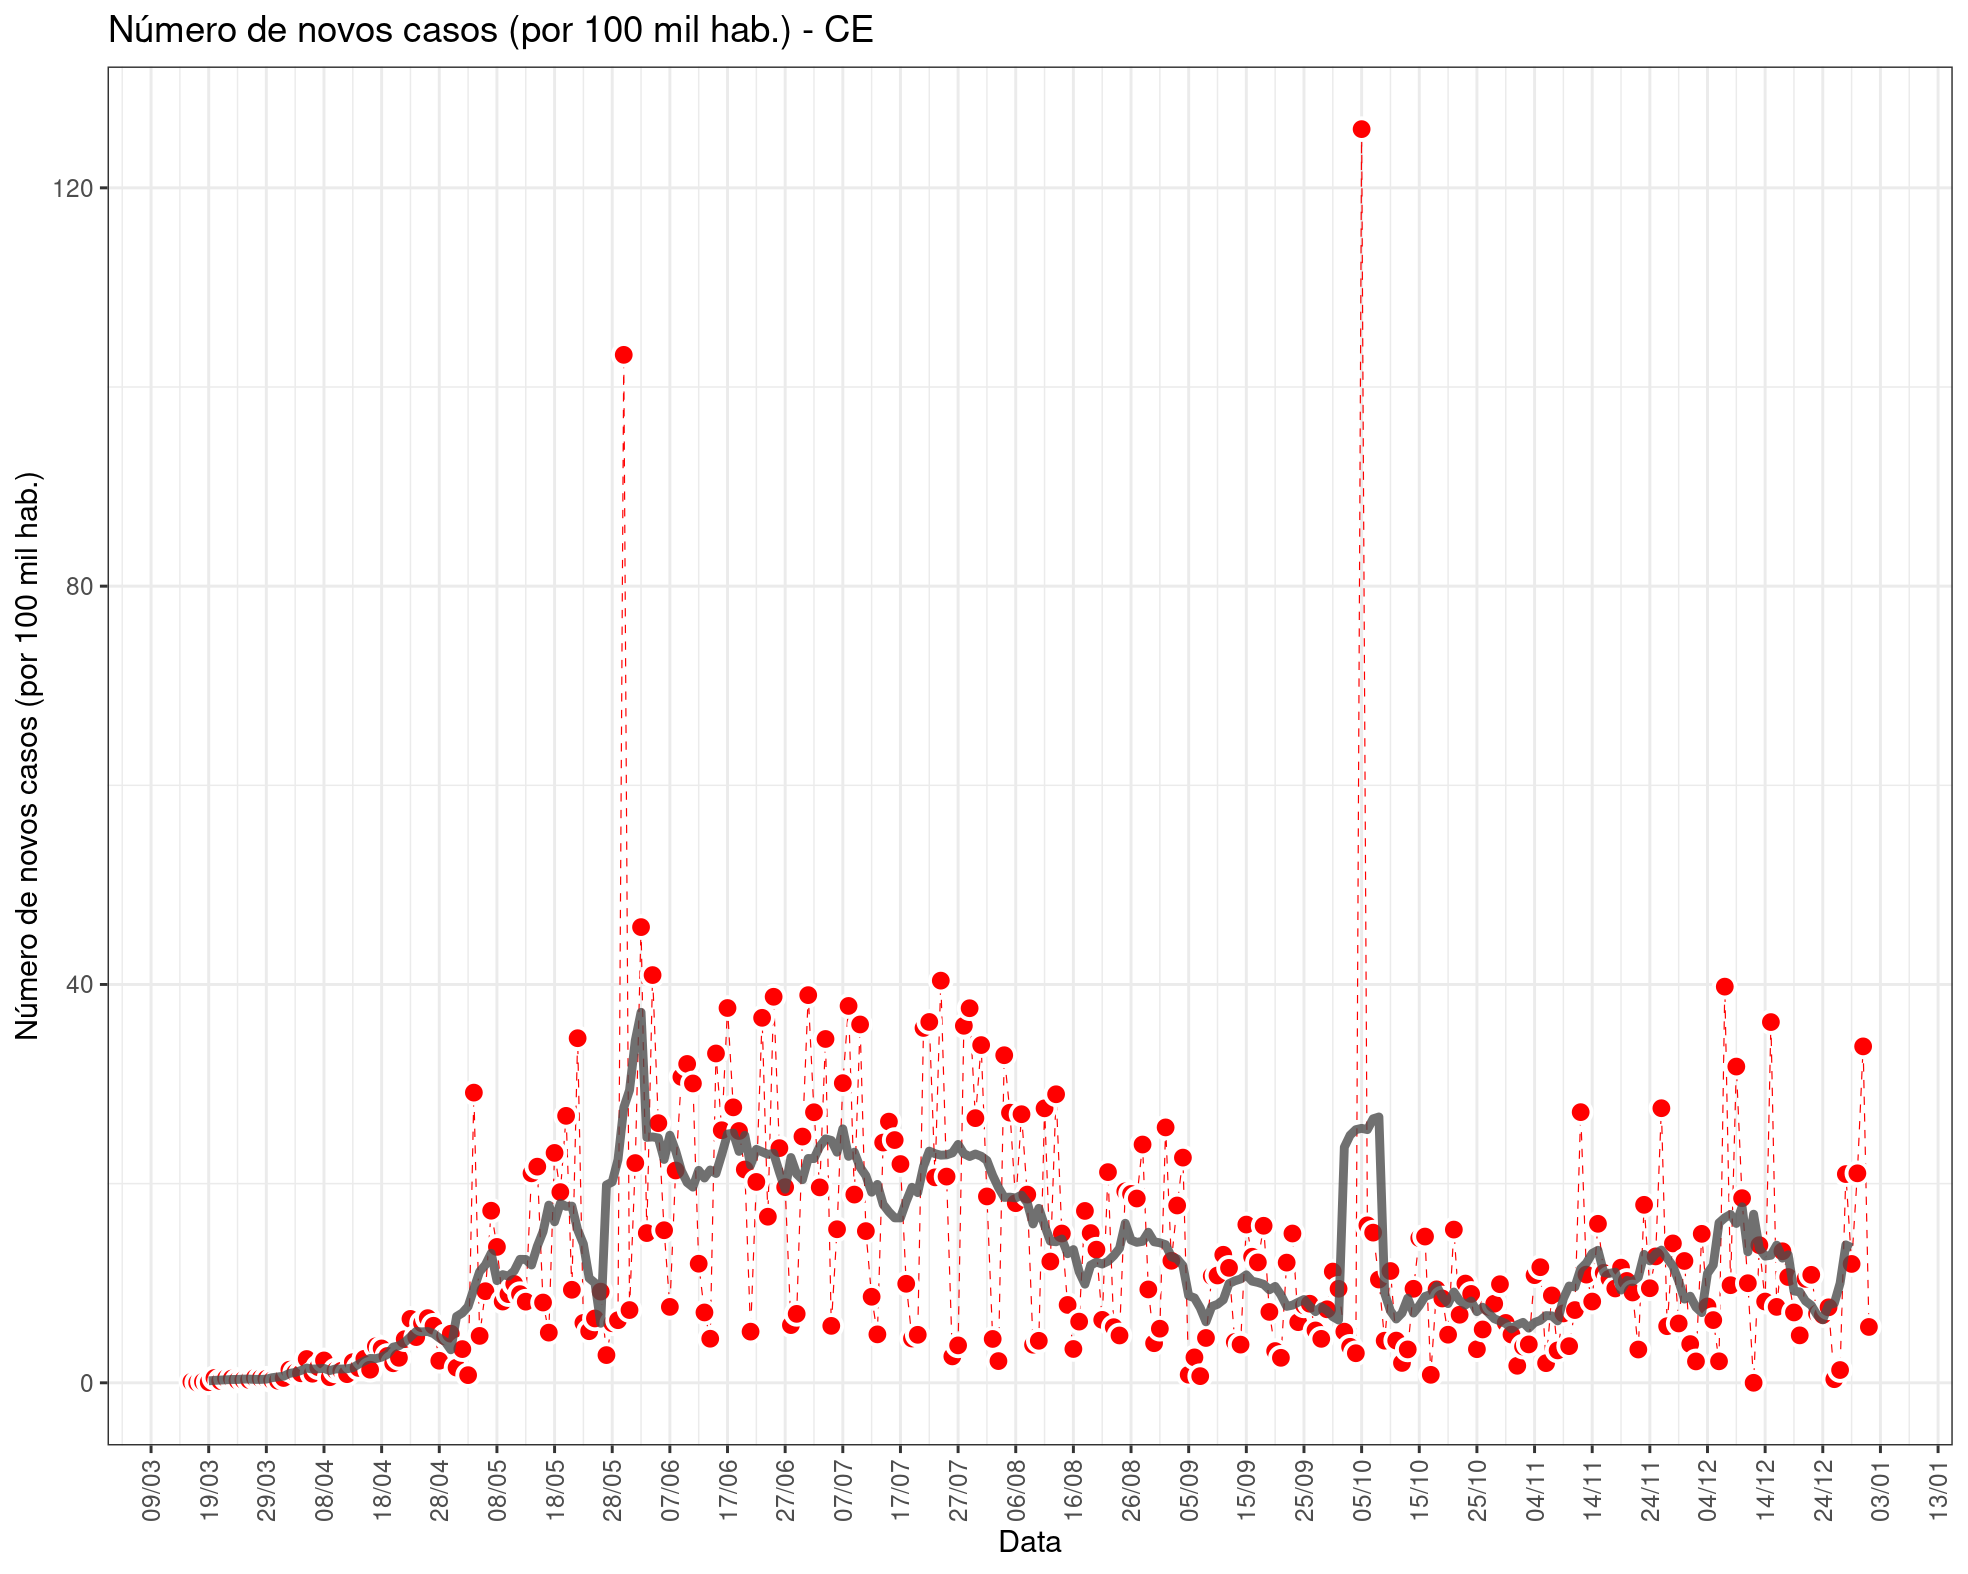 Número de novos casos (por 100 mil hab.) - CE
Número de novos casos (por 100 mil hab.)
120
80
40
0
09/03 19/03 29/03 08/04 18/04 28/04 08/05 18/05 28/05 07/06 17/06 27/06 07/07 17/07 27/07 06/08 16/08 26/08 05/09 15/09 25/09 05/10 15/10 25/10 04/11 14/11 24/11 04/12 14/12 24/12 03/01 13/01
Data